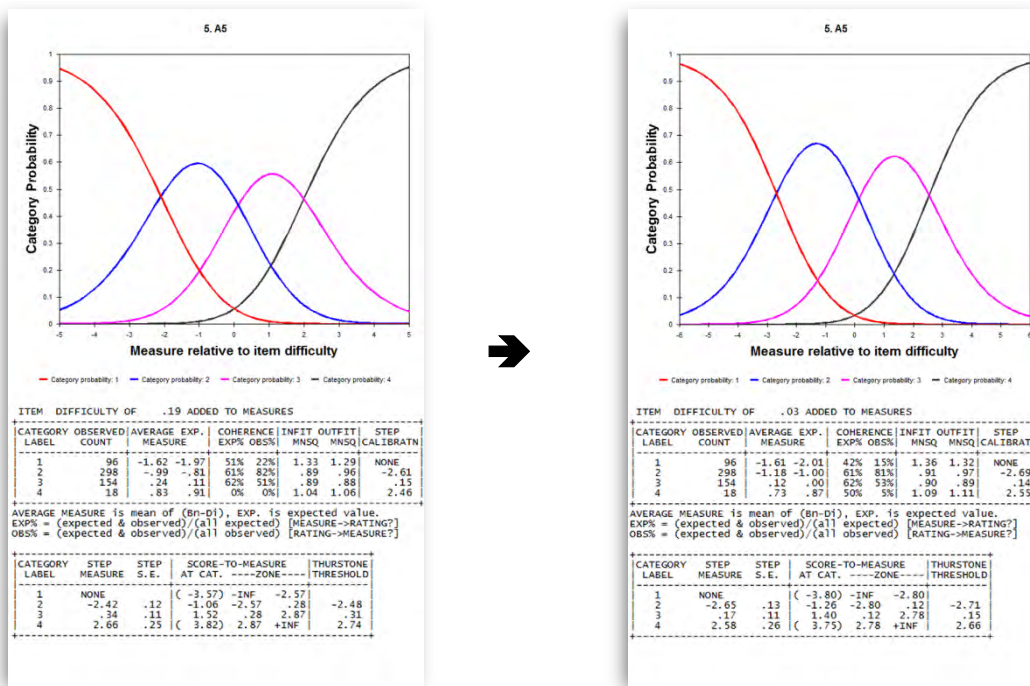 5. A5
1
0.9
0.8
0.7
0.6
0.5
0.4
0.3
0.2
0.1
0
Category Probability
-5 -4 -3 -2 -1 0 1 2 3 4 5
Measure relative to item difficulty
Category probability: 1 Category probability: 2 Category probability: 3 Category probability: 4
ITEM DIFFICULTY OF .19 ADDED TO MEASURES
|CATEGORY OBSERVED|AVERAGE EXP.| COHERENCE|INFIT OUTFIT| STEP
| LABEL COUNT | MEASURE | EXP% OBS%| MNSQ MNSQ|CALIBRATN|
| 1 96 | -1.62 -1.97| 51% 22%| 1.33 1.29| NONE
| 2 298 | -.99 -.81| 61% 82%| .89 .96| -2.61
| 3 154 | .24 .11| 62% 51%| .89 .88| .15
| 4 18 | .83 .91| 0% 0%| 1.04 1.06| 2.46
AVERAGE MEASURE is mean of (Bn-Di), EXP. is expected value.
EXP% = (expected & observed)/(all expected) [MEASURE->RATING?]
OBS% = (expected & observed)/(all observed) [RATING->MEASURE?]
|CATEGORY STEP STEP | SCORE-TO-MEASURE |THURSTONE|
| LABEL MEASURE S.E. | AT CAT. ----ZONE----|THRESHOLD|
| 1 NONE |( -3.57) -INF -2.57| |
| 2 -2.42 .12 | -1.06 -2.57 .28| -2.48 |
| 3 .34 .11 | 1.52 .28 2.87| .31 |
| 4 2.66 .25 |( 3.82) 2.87 +INF | 2.74 |
5. A5
1
0.9
0.8
0.7
0.6
0.5
0.4
0.3
0.2
0.1
0
Category Probability
-6 -5 -4 -3 -2 -1 0 1 2 3 4 5 6
Measure relative to item difficulty
Category probability: 1 Category probability: 2 Category probability: 3 Category probability: 4
ITEM DIFFICULTY OF .03 ADDED TO MEASURES
|CATEGORY OBSERVED|AVERAGE EXP.| COHERENCE|INFIT OUTFIT| STEP
| LABEL COUNT | MEASURE | EXP% OBS%| MNSQ MNSQ|CALIBRAT
| 1 96 | -1.61 -2.01| 42% 15%| 1.36 1.32| NONE
| 2 298 | -1.18 -1.00| 61% 81%| .91 .97| -2.69
| 3 154 | .12 .00| 62% 53%| .90 .89| .14
| 4 18 | .73 .87| 50% 5%| 1.09 1.11| 2.55
AVERAGE MEASURE is mean of (Bn-Di), EXP. is expected value.
EXP% = (expected & observed)/(all expected) [MEASURE->RATING?]
OBS% = (expected & observed)/(all observed) [RATING->MEASURE?]
|CATEGORY STEP STEP | SCORE-TO-MEASURE |THURSTONE|
| LABEL MEASURE S.E. | AT CAT. ----ZONE----|THRESHOLD|
| 1 NONE |( -3.80) -INF -2.80| |
| 2 -2.65 .13 | -1.26 -2.80 .12| -2.71 |
| 3 .17 .11 | 1.40 .12 2.78| .15 |
| 4 2.58 .26 |( 3.75) 2.78 +INF | 2.66 |